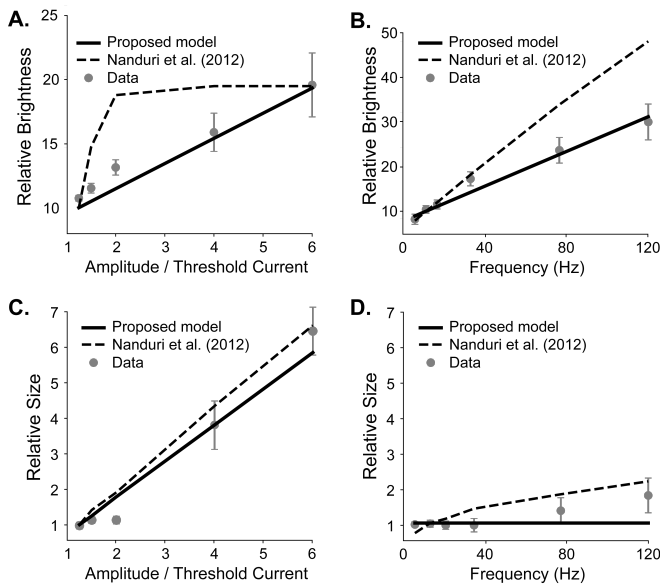 A.
25
20
15
10
Relative Brightness
Proposed model
Nanduri et al. (2012)
Data
1 2 3 4 5 6
Amplitude / Threshold Current
B.
50
40
30
20
10
Relative Brightness
Proposed model
Nanduri et al. (2012)
Data
0 40 80 120
Frequency (Hz)
C.
7
6
5
4
3
2
1
Relative Size
Proposed model
Nanduri et al. (2012)
Data
1 2 3 4 5 6
Amplitude / Threshold Current
D.
7
6
5
4
3
2
1
Relative Size
Proposed model
Nanduri et al. (2012)
Data
0 40 80 120
Frequency (Hz)